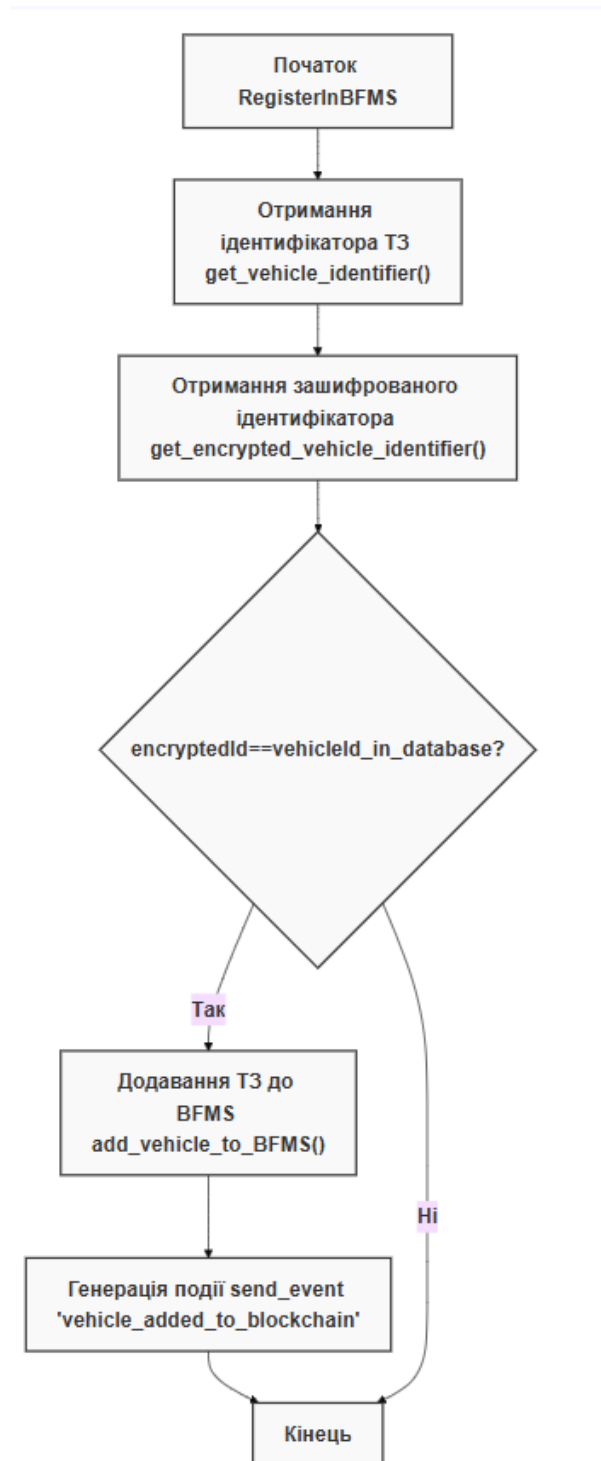 Початок
RegisterInBFMS
Отримання
ідентифікатора ТЗ
get_vehicle_identifier()
Отримання зашифрованого
ідентифікатора
get_encrypted_vehicle_identifier()
encryptedId==vehicleId_in_database?
Так
Додавання ТЗ до
BFMS
add_vehicle_to_BFMS()
Ні
Генерація події send_event
'vehicle_added_to_blockchain'
Кінець